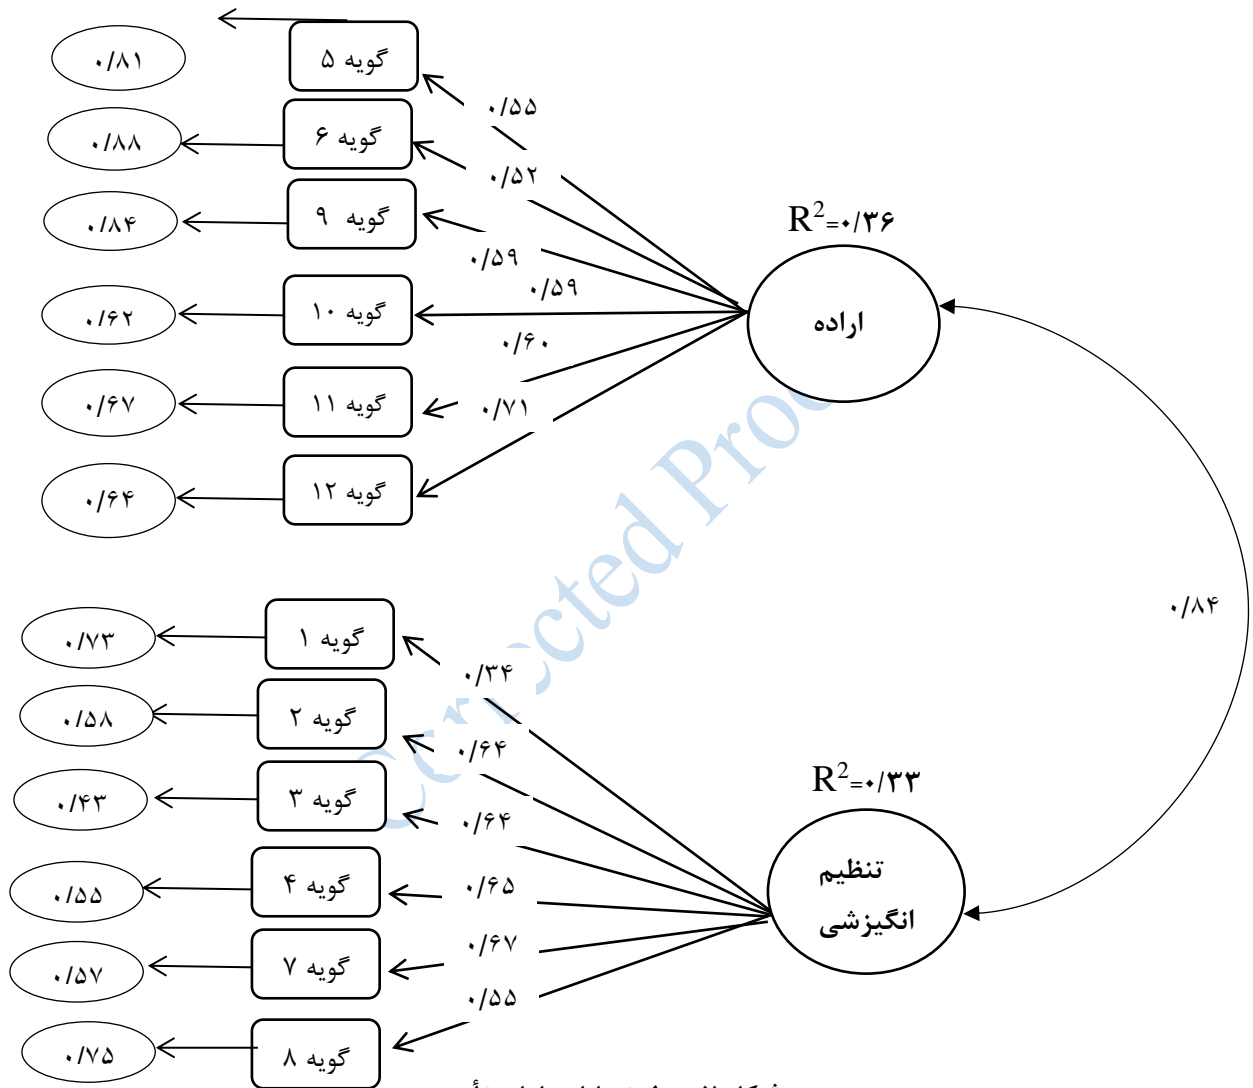 گویه ۵
۰/۸۱
۰/۵۵
گویه ۶
۰/۸۸
۰/۵۲
گویه ۹
۰/۸۴
۰/۵۹
R²=۰/۳۶
اراده
گویه ۱۰
۰/۶۲
۰/۵۹
۰/۶۰
گویه ۱۱
۰/۶۷
۰/۷۱
گویه ۱۲
۰/۶۴
۰/۸۴
گویه ۱
۰/۷۳
۰/۳۴
گویه ۲
۰/۵۸
۰/۶۴
گویه ۳
۰/۴۳
۰/۶۴
R²=۰/۳۳
تنظیم
انگیزشی
گویه ۴
۰/۵۵
۰/۶۵
گویه ۷
۰/۵۷
۰/۶۷
۰/۵۵
گویه ۸
۰/۷۵